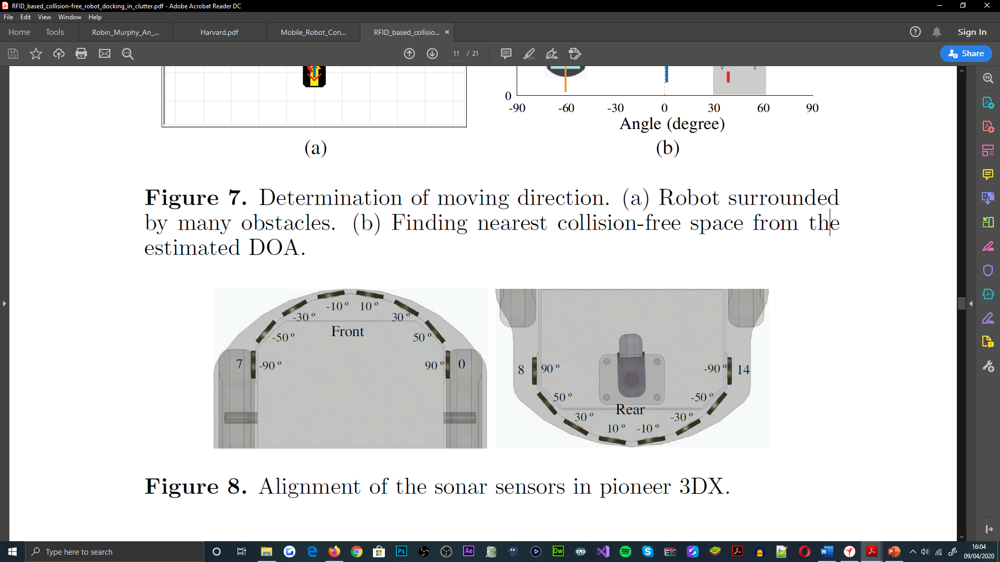 RFID_based_collision-free_robot_docking_in_clutter.pdf - Adobe Acrobat Reader DC
File Edit View Window Help
Home Tools Robin_Murphy_An_... Harvard.pdf Mobile_Robot_Con... RFID_based_collisio... × Sign In
11 / 21 Share
0
-90 -60 -30 0 30 60 90
Angle (degree)
(a) (b)
Figure 7. Determination of moving direction. (a) Robot surrounded
by many obstacles. (b) Finding nearest collision-free space from the
estimated DOA.
-10 º 10 º
-30 º 30 º
Front
-50 º 50 º
7 -90 º 90 º 0
8 90 º -90 º 14
50 º -50 º
Rear
30 º -30 º
10 º -10 º
Figure 8. Alignment of the sonar sensors in pioneer 3DX.
Type here to search
Ps Ae Dw
16:04
09/04/2020